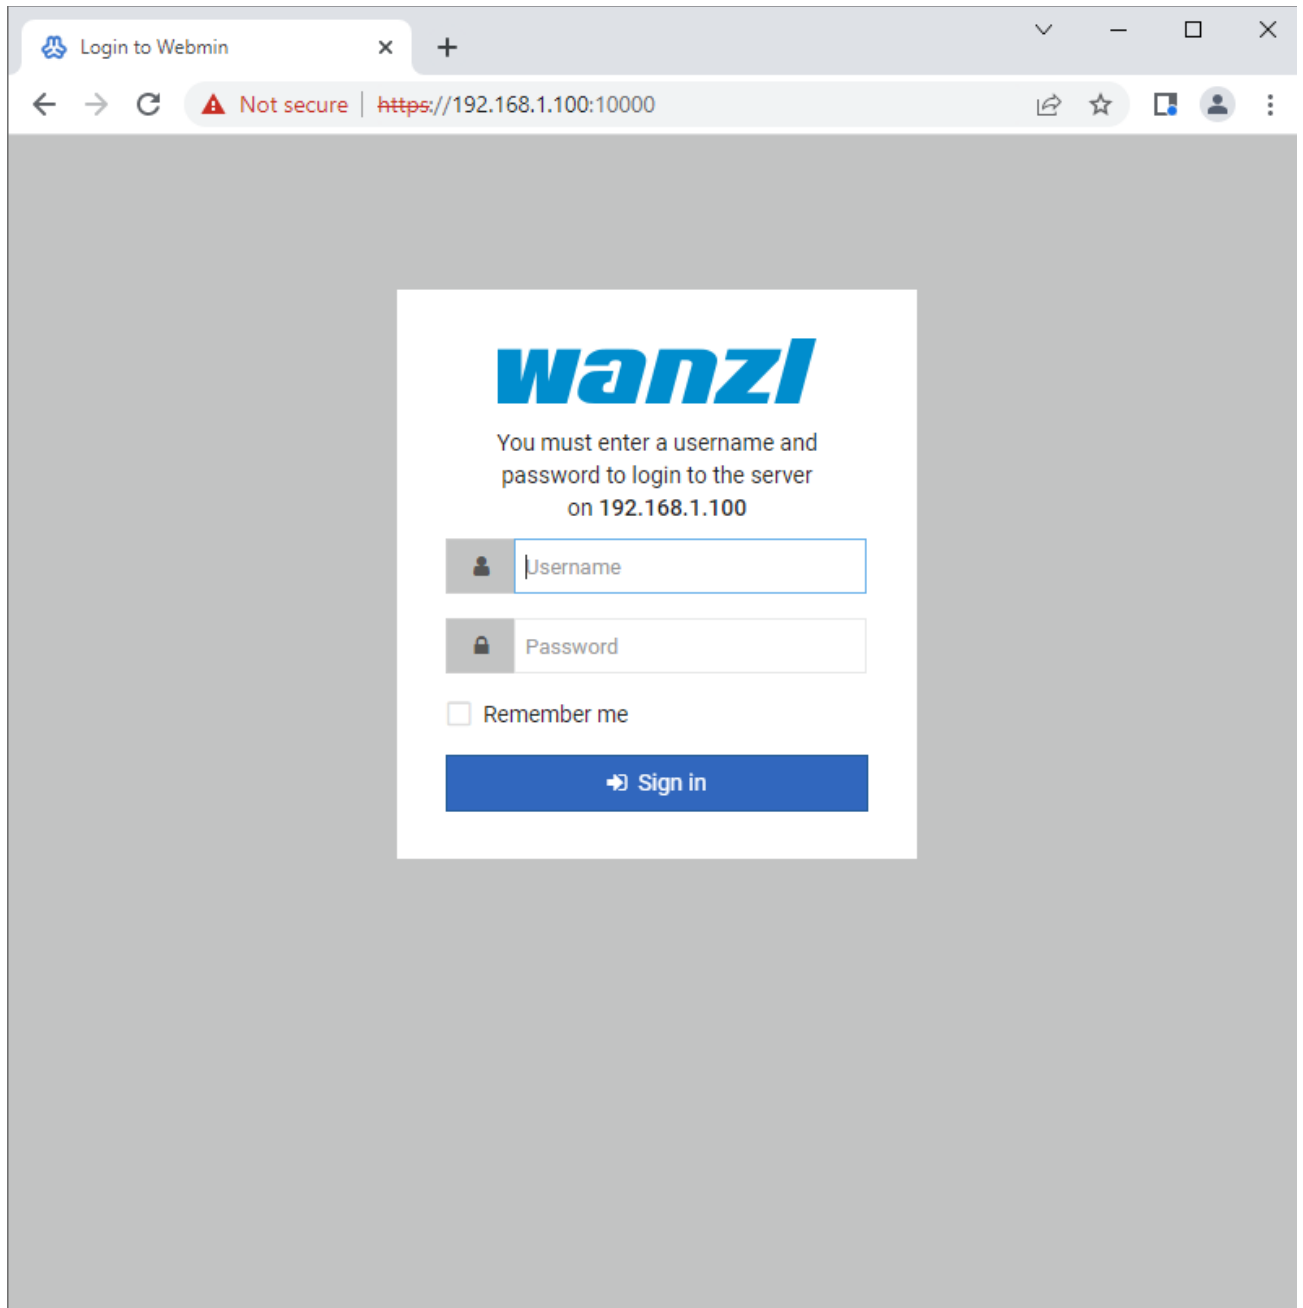 Login to Webmin
Not secure https://192.168.1.100:10000
wanzl
You must enter a username and
password to login to the server
on 192.168.1.100
Username
Password
Remember me
Sign in